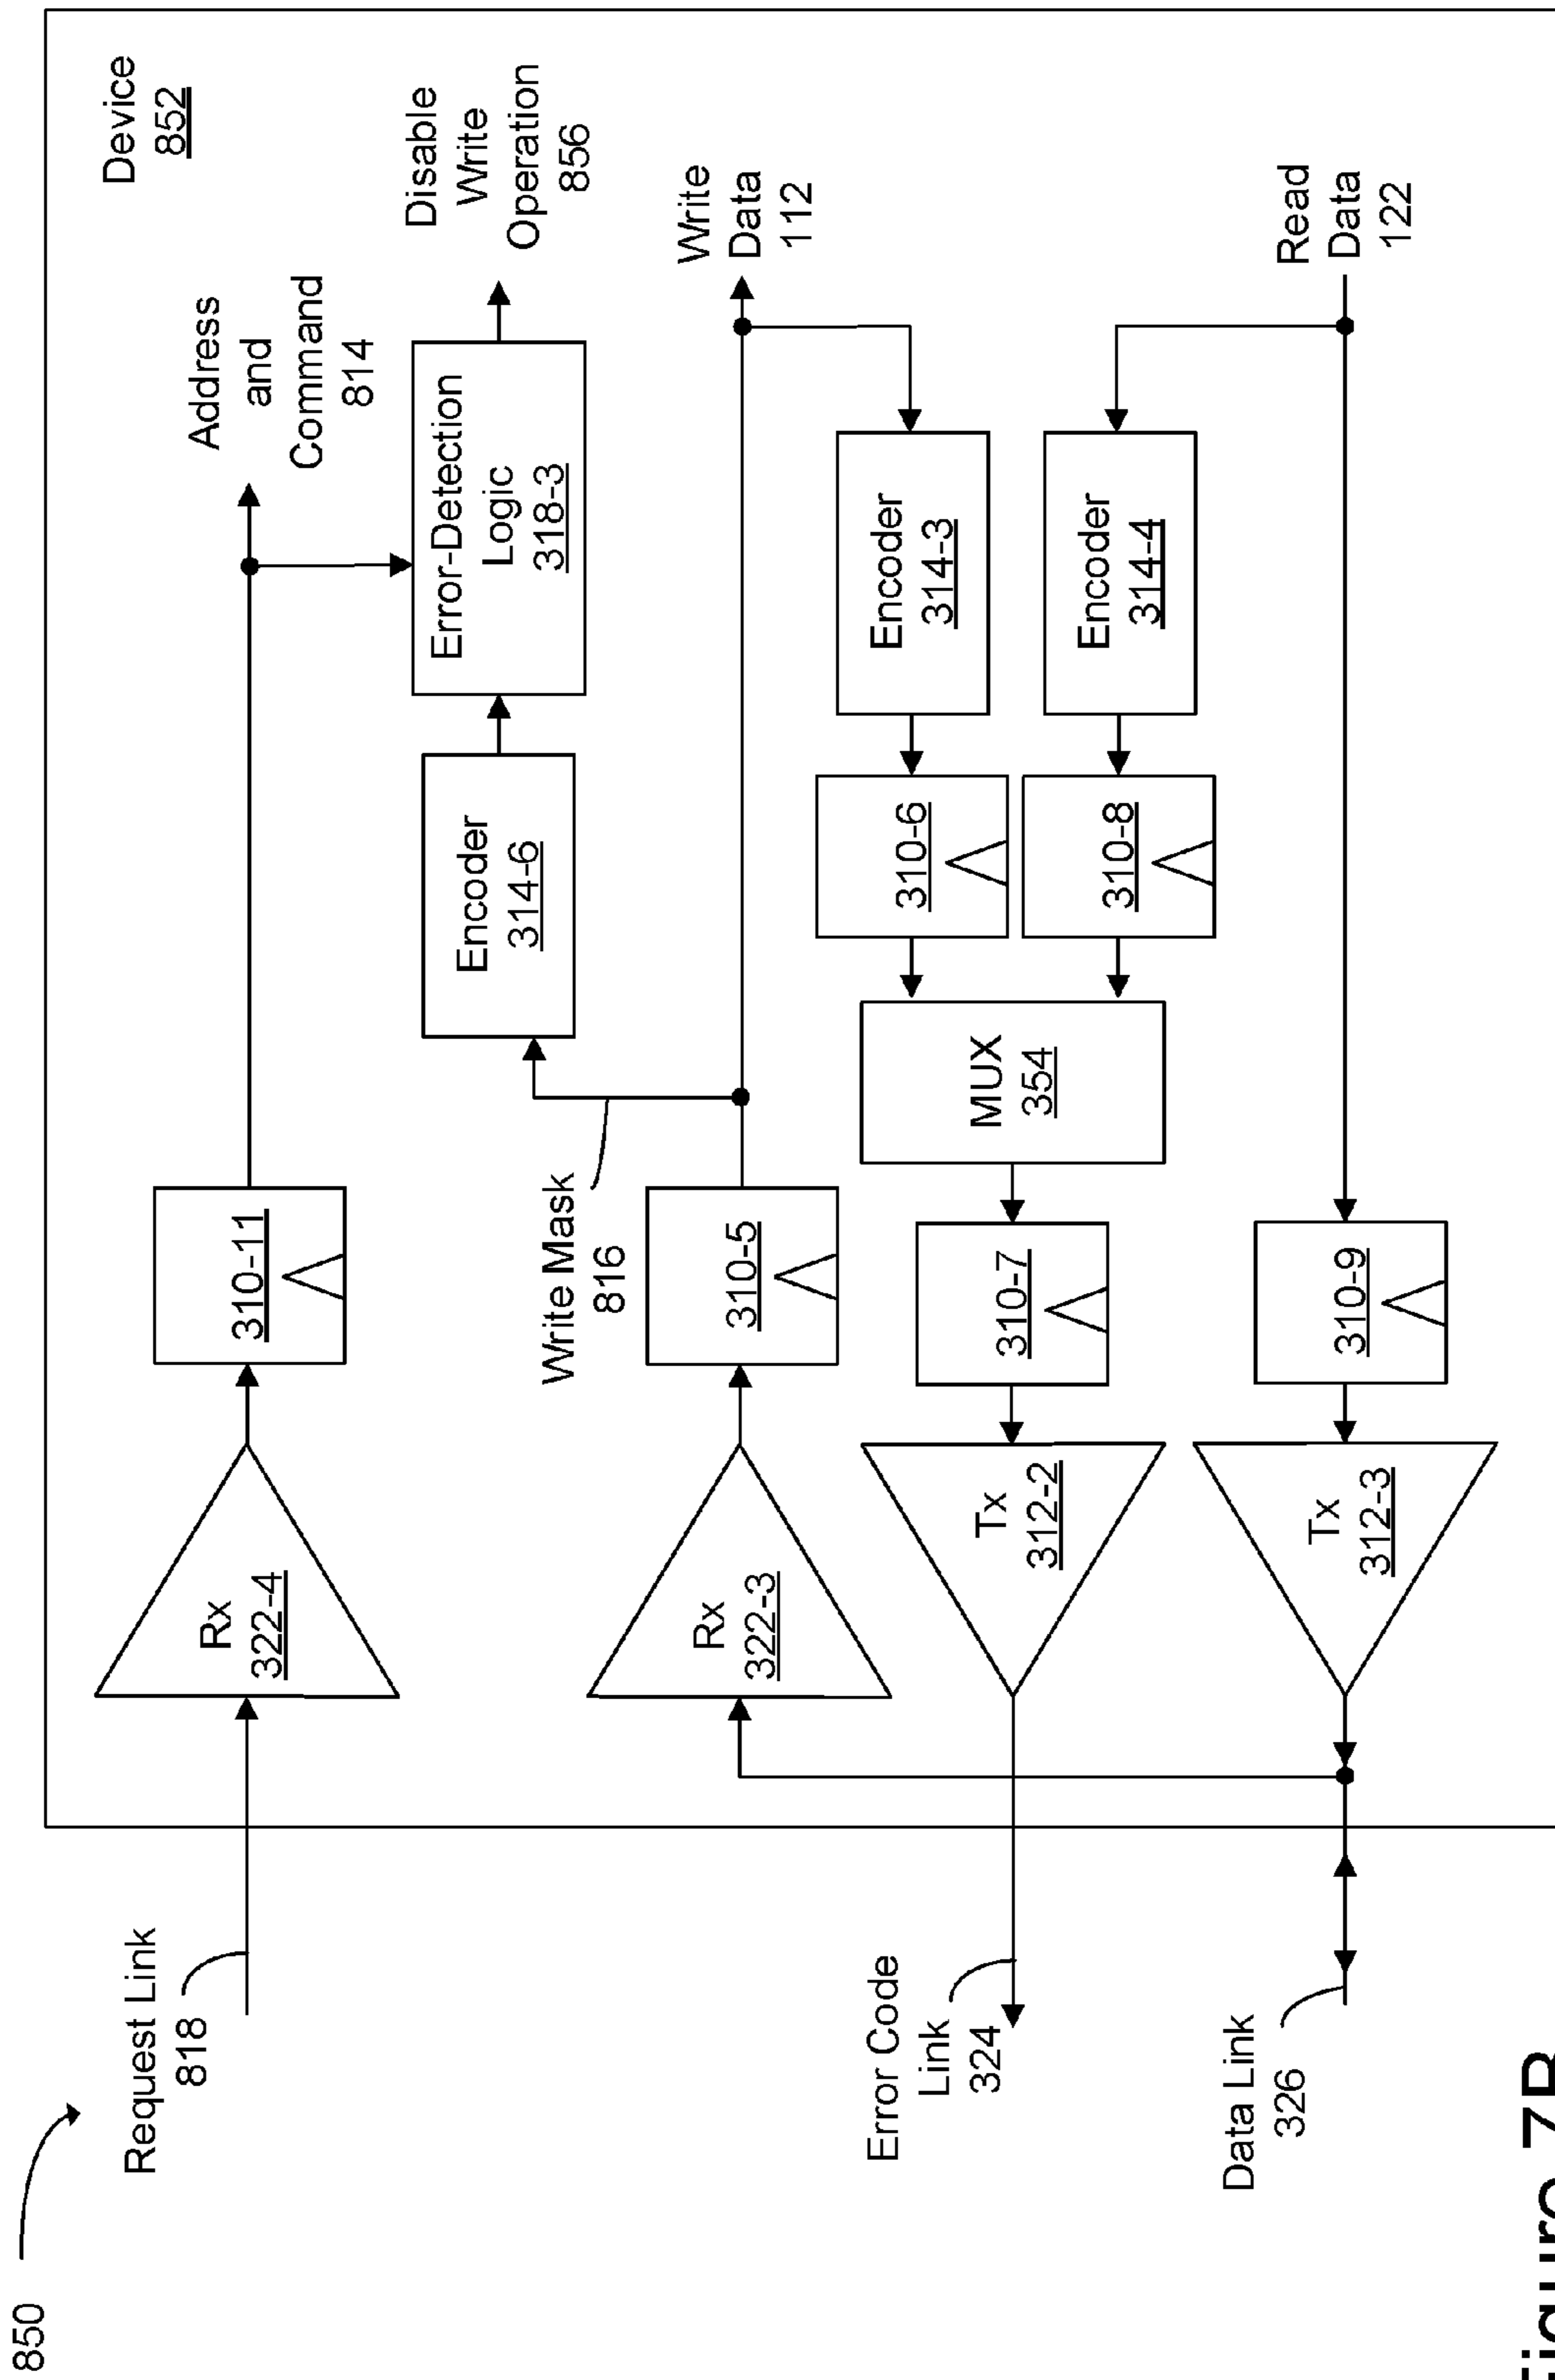 850
Device
852
Request Link
818
Rx
322-4
310-11
Address
and
Command
814
Encoder
314-6
Error-Detection
Logic
318-3
Disable
Write
Operation
856
Write Mask
816
Rx
322-3
310-5
Write
Data
112
Error Code
Link
324
Tx
312-2
310-7
MUX
354
310-6
Encoder
314-3
310-8
Encoder
314-4
Data Link
326
Tx
312-3
310-9
Read
Data
122
Figure 7B